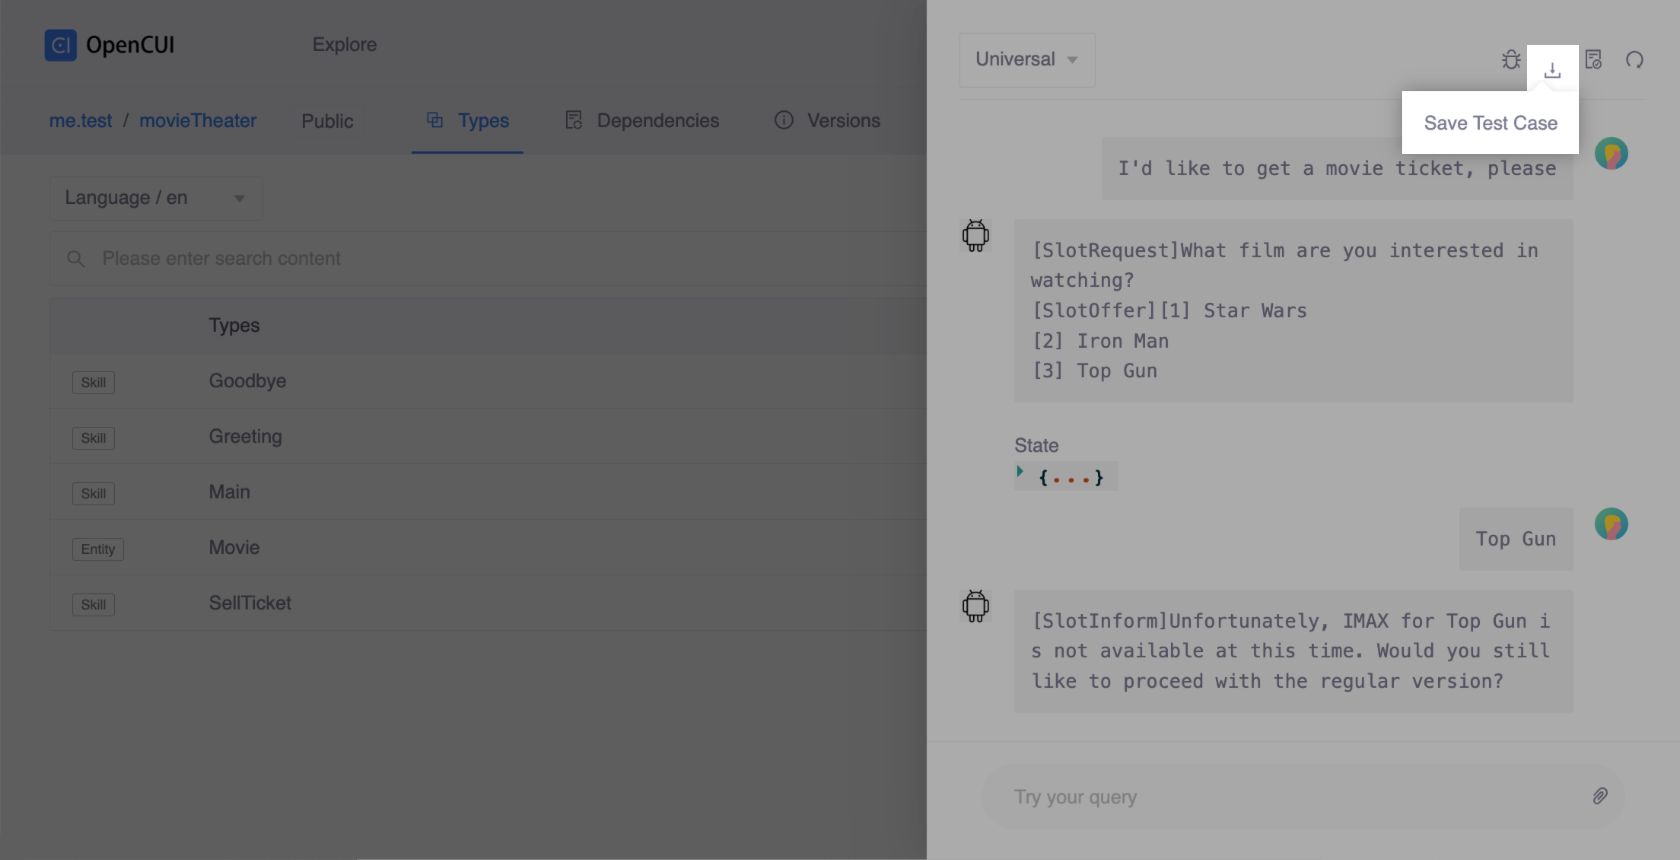 OpenCUI
Explore
me.test / movieTheater
Public
Types
Dependencies
Versions
Language / en
Please enter search content
Types
Skill Goodbye
Skill Greeting
Skill Main
Entity Movie
Skill SellTicket
Universal
Save Test Case
I'd like to get a movie ticket, please
[SlotRequest]What film are you interested in
watching?
[SlotOffer][1] Star Wars
[2] Iron Man
[3] Top Gun
State
{...}
Top Gun
[SlotInform]Unfortunately, IMAX for Top Gun i
s not available at this time. Would you still
like to proceed with the regular version?
Try your query